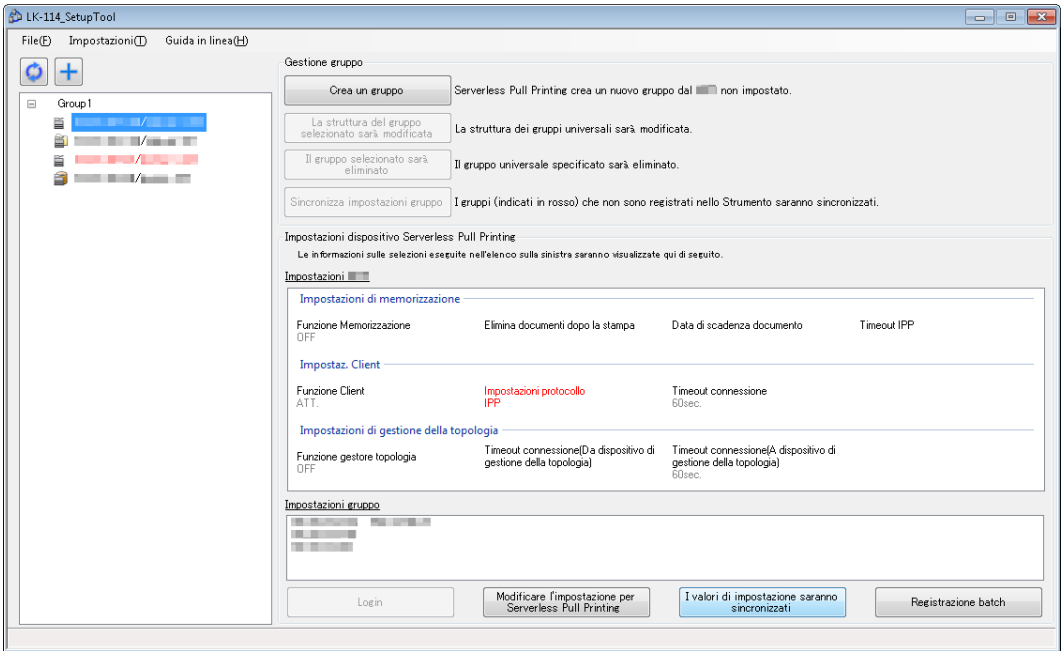 LK-114_SetupTool
File(F) Impostazioni(T) Guida in linea(H)
Group1
Gestione gruppo
Crea un gruppo
Serverless Pull Printing crea un nuovo gruppo dal non impostato.
La struttura del gruppo
selezionato sarà modificata
La struttura dei gruppi universali sarà modificata.
Il gruppo selezionato sarà
eliminato
Il gruppo universale specificato sarà eliminato.
Sincronizza impostazioni gruppo
I gruppi (indicati in rosso) che non sono registrati nello Strumento saranno sincronizzati.
Impostazioni dispositivo Serverless Pull Printing
Le informazioni sulle selezioni eseguite nell'elenco sulla sinistra saranno visualizzate qui di seguito.
Impostazioni
Impostazioni di memorizzazione
Funzione Memorizzazione Elimina documenti dopo la stampa Data di scadenza documento Timeout IPP
OFF
Impostaz. Client
Funzione Client Impostazioni protocollo Timeout connessione
ATT. IPP 60sec.
Impostazioni di gestione della topologia
Funzione gestore topologia
OFF
Timeout connessione(Da dispositivo di
gestione della topologia)
Timeout connessione(A dispositivo di
gestione della topologia)
60sec.
Impostazioni gruppo
Login
Modificare l'impostazione per
Serverless Pull Printing
I valori di impostazione saranno
sincronizzati
Registrazione batch